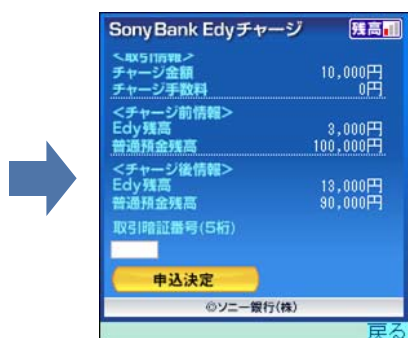 Sony Bank Edyチャージ 残高
<取引情報>
チャージ金額 10,000円
チャージ手数料 0円
<チャージ前情報>
Edy残高 3,000円
普通預金残高 100,000円
<チャージ後情報>
Edy残高 13,000円
普通預金残高 90,000円
取引暗証番号(5桁)
申込決定
©ソニー銀行(株)
戻る